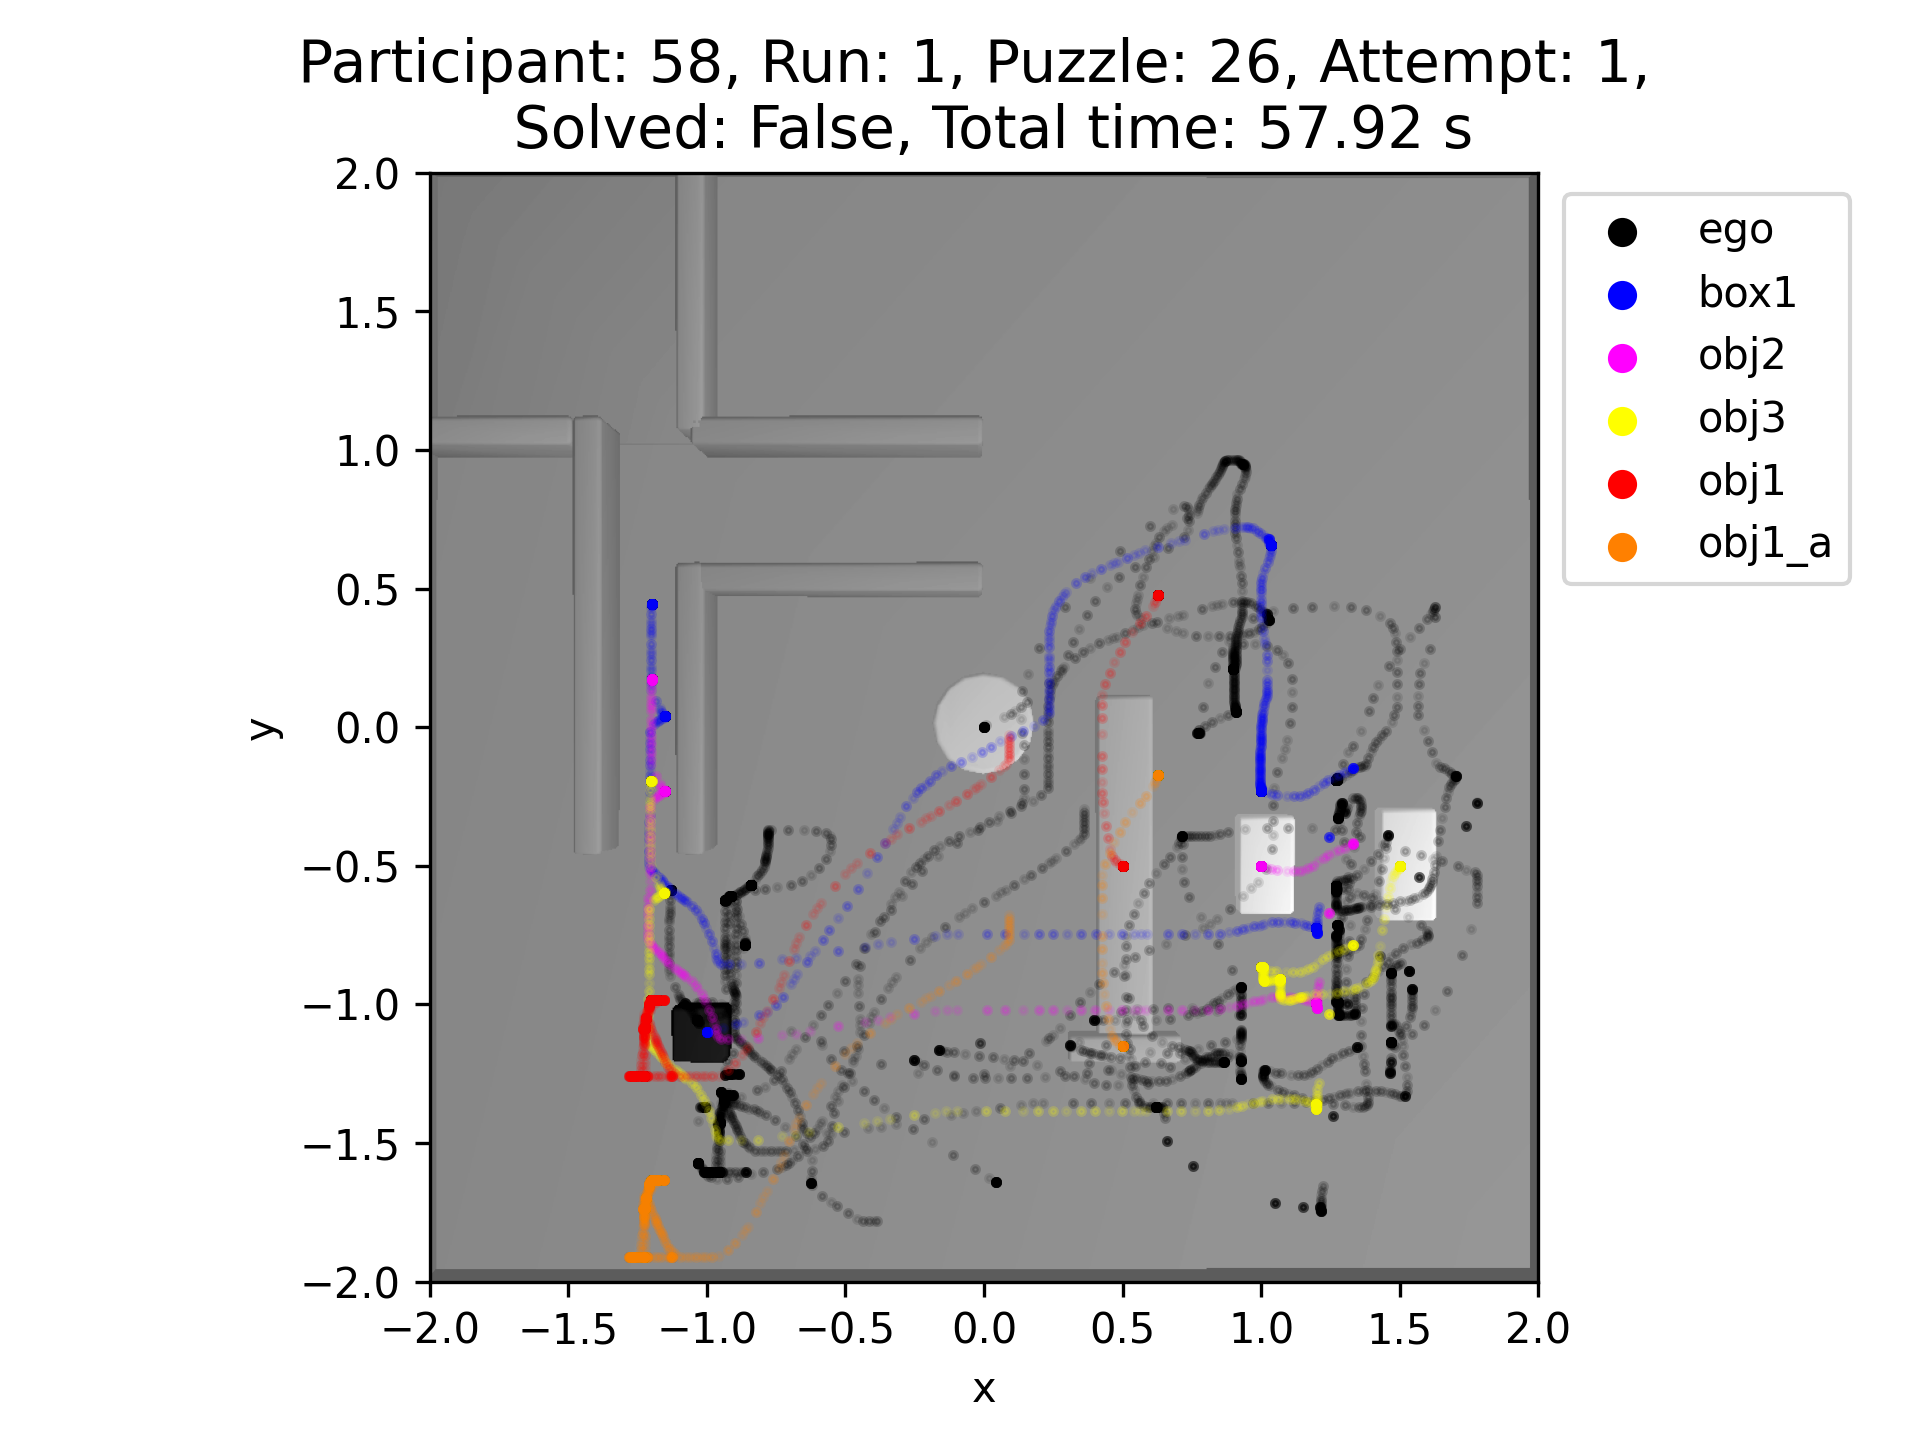 Participant: 58, Run: 1, Puzzle: 26, Attempt: 1,
Solved: False, Total time: 57.92 s
2.0
1.5
1.0
0.5
0.0
−0.5
−1.0
−1.5
−2.0
y
−2.0 −1.5 −1.0 −0.5 0.0 0.5 1.0 1.5 2.0
x
ego
box1
obj2
obj3
obj1
obj1_a